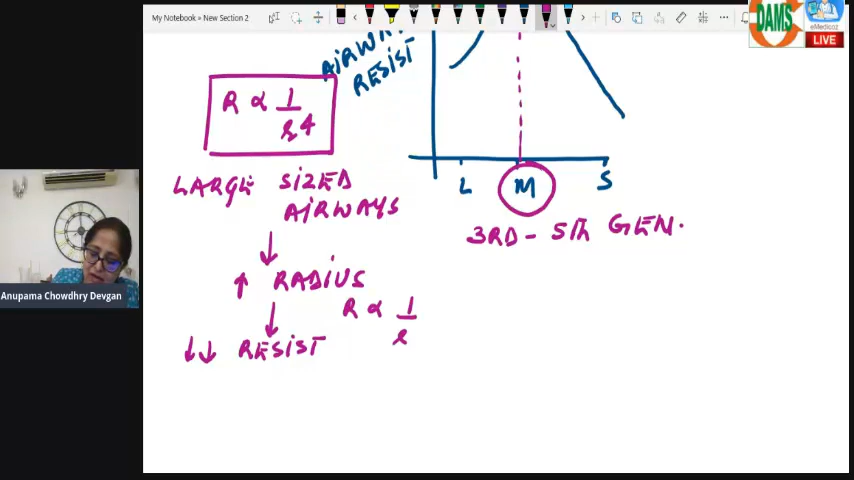 My Notebook > New Section 2
DAMS
eMedicoz
LIVE
AIRWAY
RESIST
R ∝ 1/r4
LARGE SIZED
AIRWAYS
↓
↑ RADIUS
↓
R ∝ 1/r
↓↓ RESIST
L M S
3RD - 5TH GEN.
Anupama Chowdhry Devgan